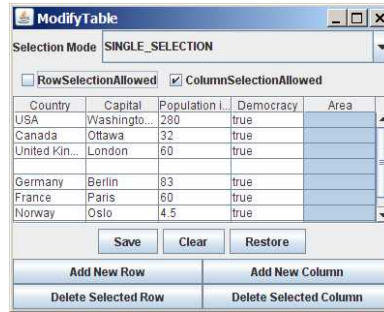 ModifyTable
Selection Mode SINGLE_SELECTION
RowSelectionAllowed ColumnSelectionAllowed
Country Capital Population i... Democracy Area
USA Washingto... 280 true
Canada Ottawa 32 true
United Kin... London 60 true
Germany Berlin 83 true
France Paris 60 true
Norway Oslo 4.5 true
Save Clear Restore
Add New Row Add New Column
Delete Selected Row Delete Selected Column